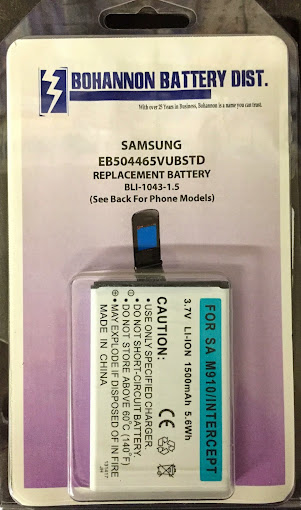 BOHANNON BATTERY DIST.
With over 25 Years in Business, Bohannon is a name you can trust.
SAMSUNG
EB504465VUBSTD
REPLACEMENT BATTERY
BLI-1043-1.5
(See Back For Phone Models)
FOR SA M910/INTERCEPT
3.7V LI-ION 1500mAh 5.6Wh
CAUTION:
•USE ONLY SPECIFIC CHARGER.
•DO NOT SHORT-CIRCUIT BATTERY.
•DO NOT STORE ABOVE 60°C (140°F)
•MAY EXPLODE IF DISPOSED OF IN FIRE
MADE IN CHINA
CE